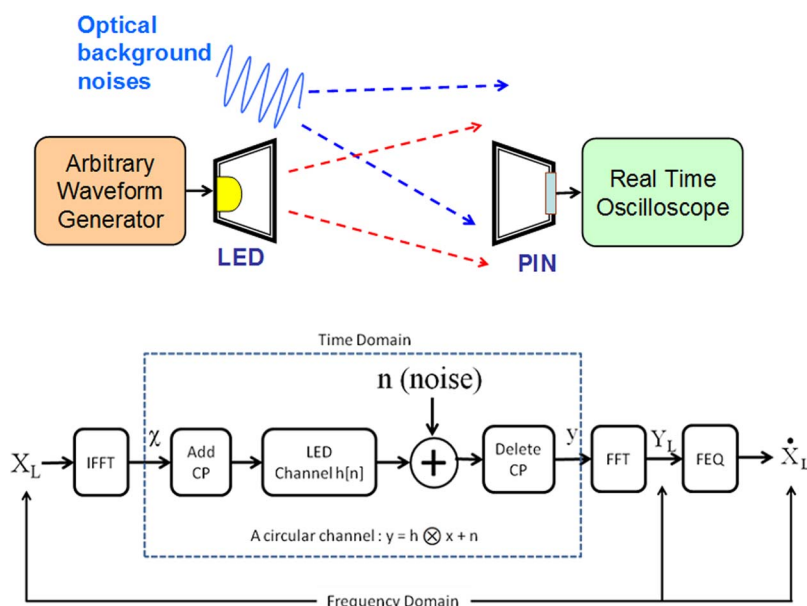 Optical
background
noises
Arbitrary
Waveform
Generator
LED
PIN
Real Time
Oscilloscope
Time Domain
n (noise)
X_L
IFFT
χ
Add
CP
LED
Channel h[n]
+
Delete
CP
y
FFT
Y_L
FEQ
Ẋ_L
A circular channel : y = h ⊗ x + n
Frequency Domain